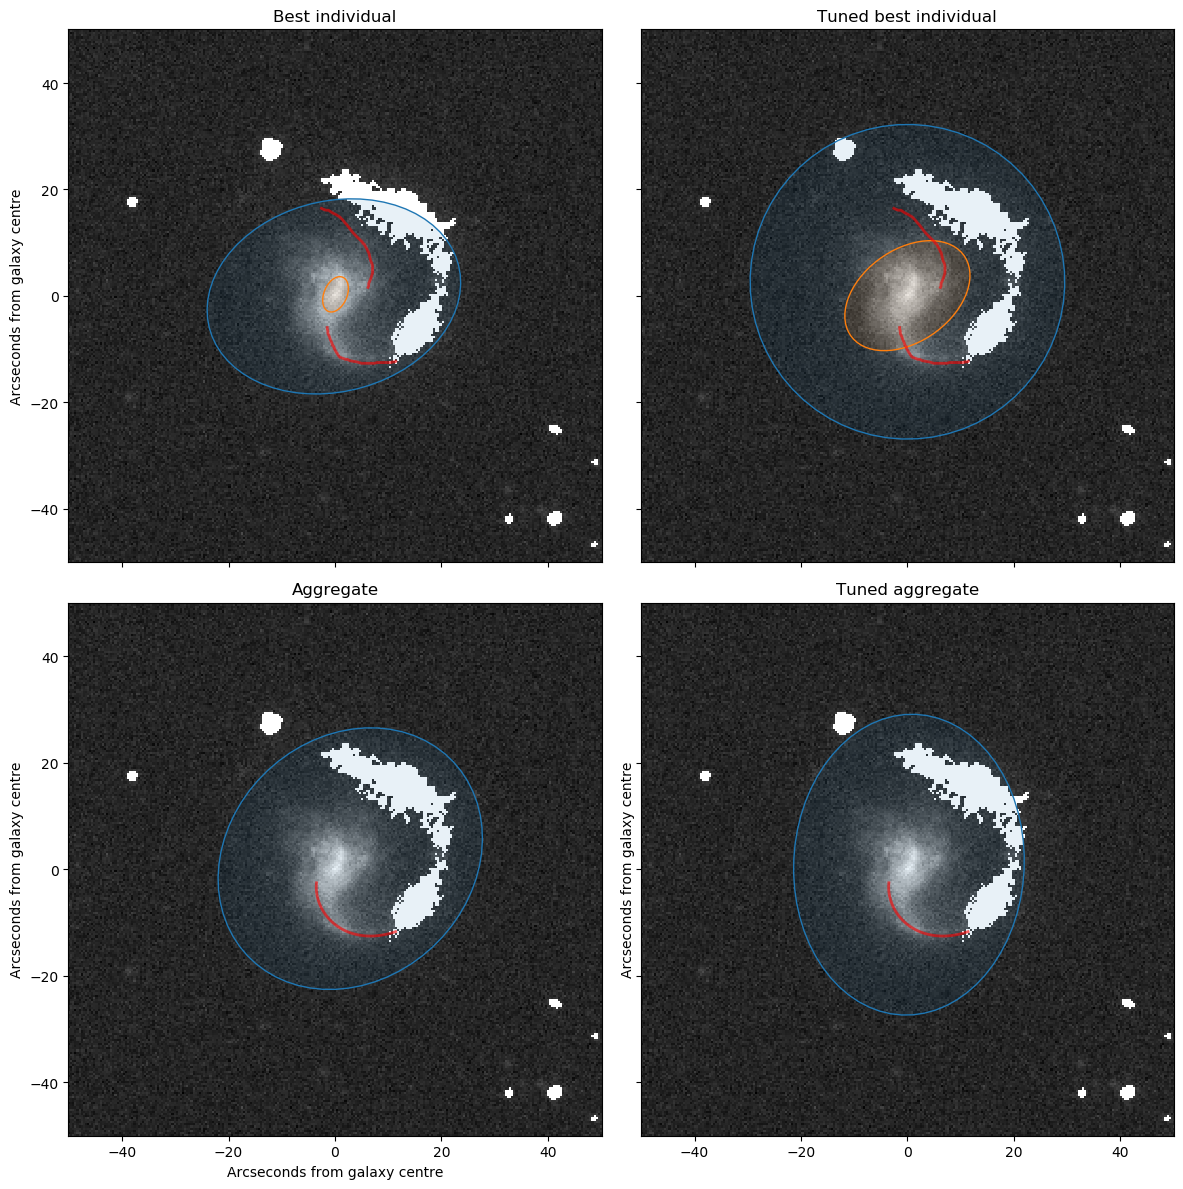 Best individual
Tuned best individual
Arcseconds from galaxy centre
40
20
0
−20
−40
Aggregate
Tuned aggregate
Arcseconds from galaxy centre
40
20
0
−20
−40
Arcseconds from galaxy centre
−40 −20 0 20 40
−40 −20 0 20 40
Arcseconds from galaxy centre